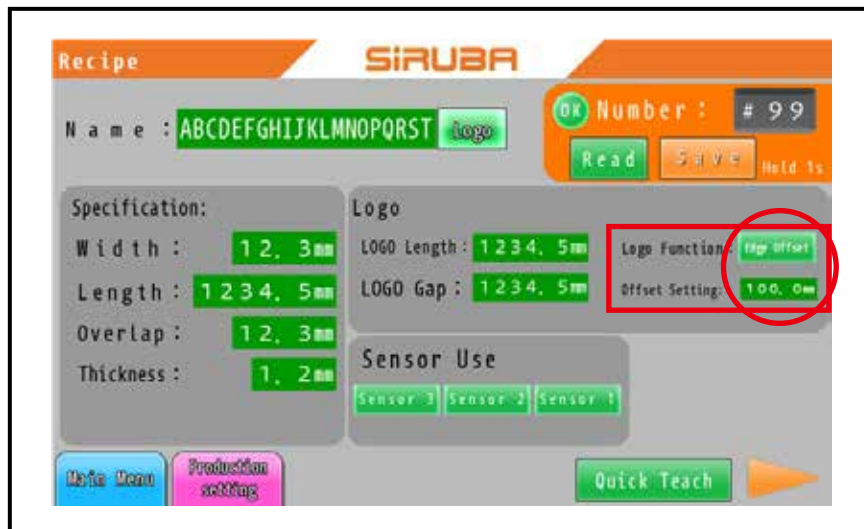 Recipe
SiRUBA
Name : ABCDEFGHIJKLMNOPQRST Logo
OK Number : # 99
Read Save Hold 1s
Specification:
Width : 12. 3mm
Length : 1234. 5mm
Overlap : 12. 3mm
Thickness : 1. 2mm
Logo
LOGO Length : 1234. 5mm
LOGO Gap : 1234. 5mm
Logo Function : Edge Offset
Offset Setting: 100. 0mm
Sensor Use
Sensor 3 Sensor 2 Sensor 1
Main Menu
Production setting
Quick Teach